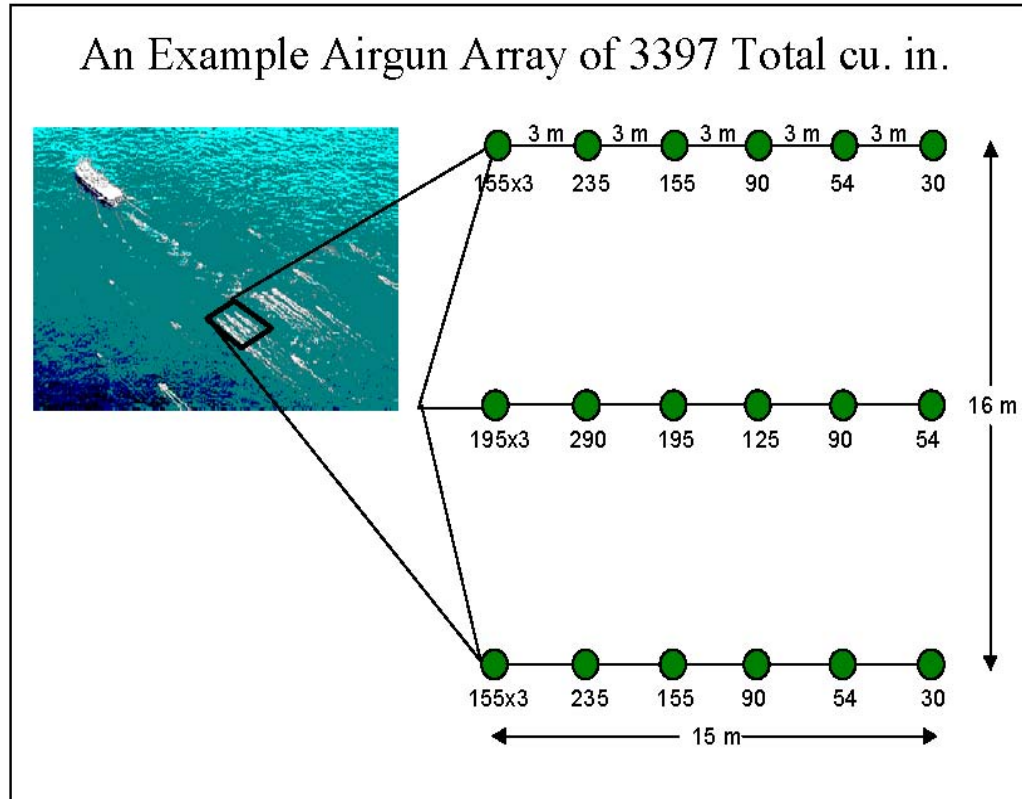 An Example Airgun Array of 3397 Total cu. in.
3 m 3 m 3 m 3 m 3 m
155x3 235 155 90 54 30
16 m
195x3 290 195 125 90 54
155x3 235 155 90 54 30
15 m